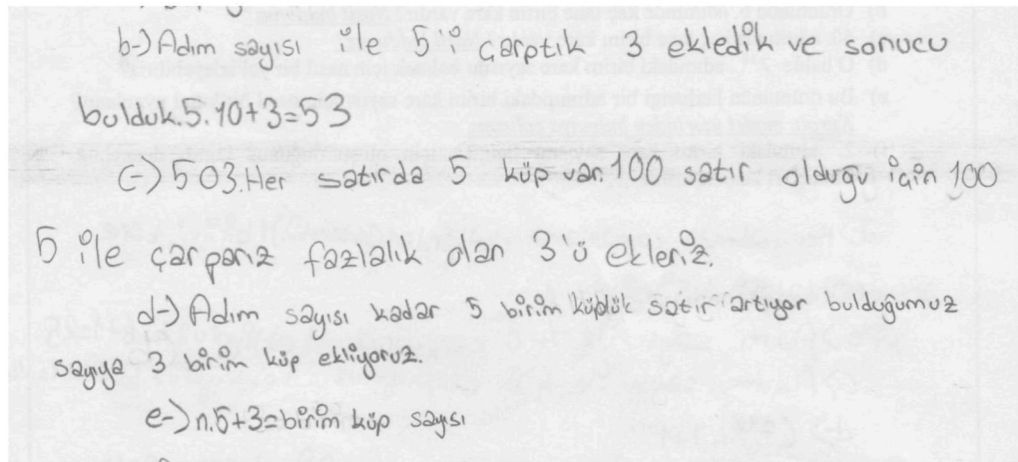 b-) Adım sayısı ile 5'i çarptık 3 ekledik ve sonucu
bulduk.5.10+3=53
c-) 503.Her satırda 5 küp var 100 satır olduğu için 100
5 ile çarparız fazlalık olan 3'ü ekleriz.
d-) Adım sayısı kadar 5 birim küplük satır artıyor bulduğumuz
sayıya 3 birim küp ekliyoruz.
e-) n.5+3=birim küp sayısı